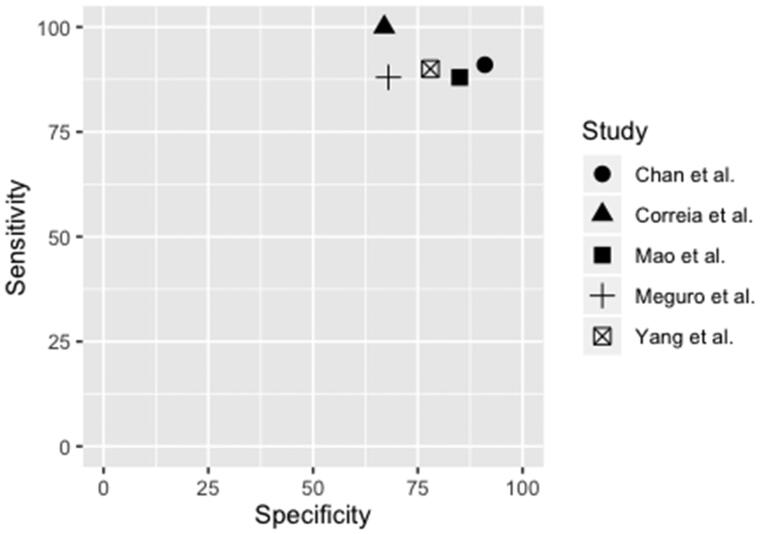 100
75
50
25
0
Sensitivity
0 25 50 75 100
Specificity
Study
Chan et al.
Correia et al.
Mao et al.
Meguro et al.
Yang et al.